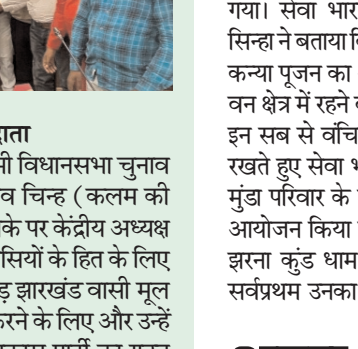 दाता
मी विधानसभा चुनाव
व चिन्ह (कलम की
के पर केंद्रीय अध्यक्ष
सियों के हित के लिए
ड़ झारखंड वासी मूल
करने के लिए और उन्हें
गया। सेवा भार
सिन्हा ने बताया
कन्या पूजन का
वन क्षेत्र में रहने
इन सब से वंचि
रखते हुए सेवा भ
मुंडा परिवार के
आयोजन किया
झरना कुंड धाम
सर्वप्रथम उनका